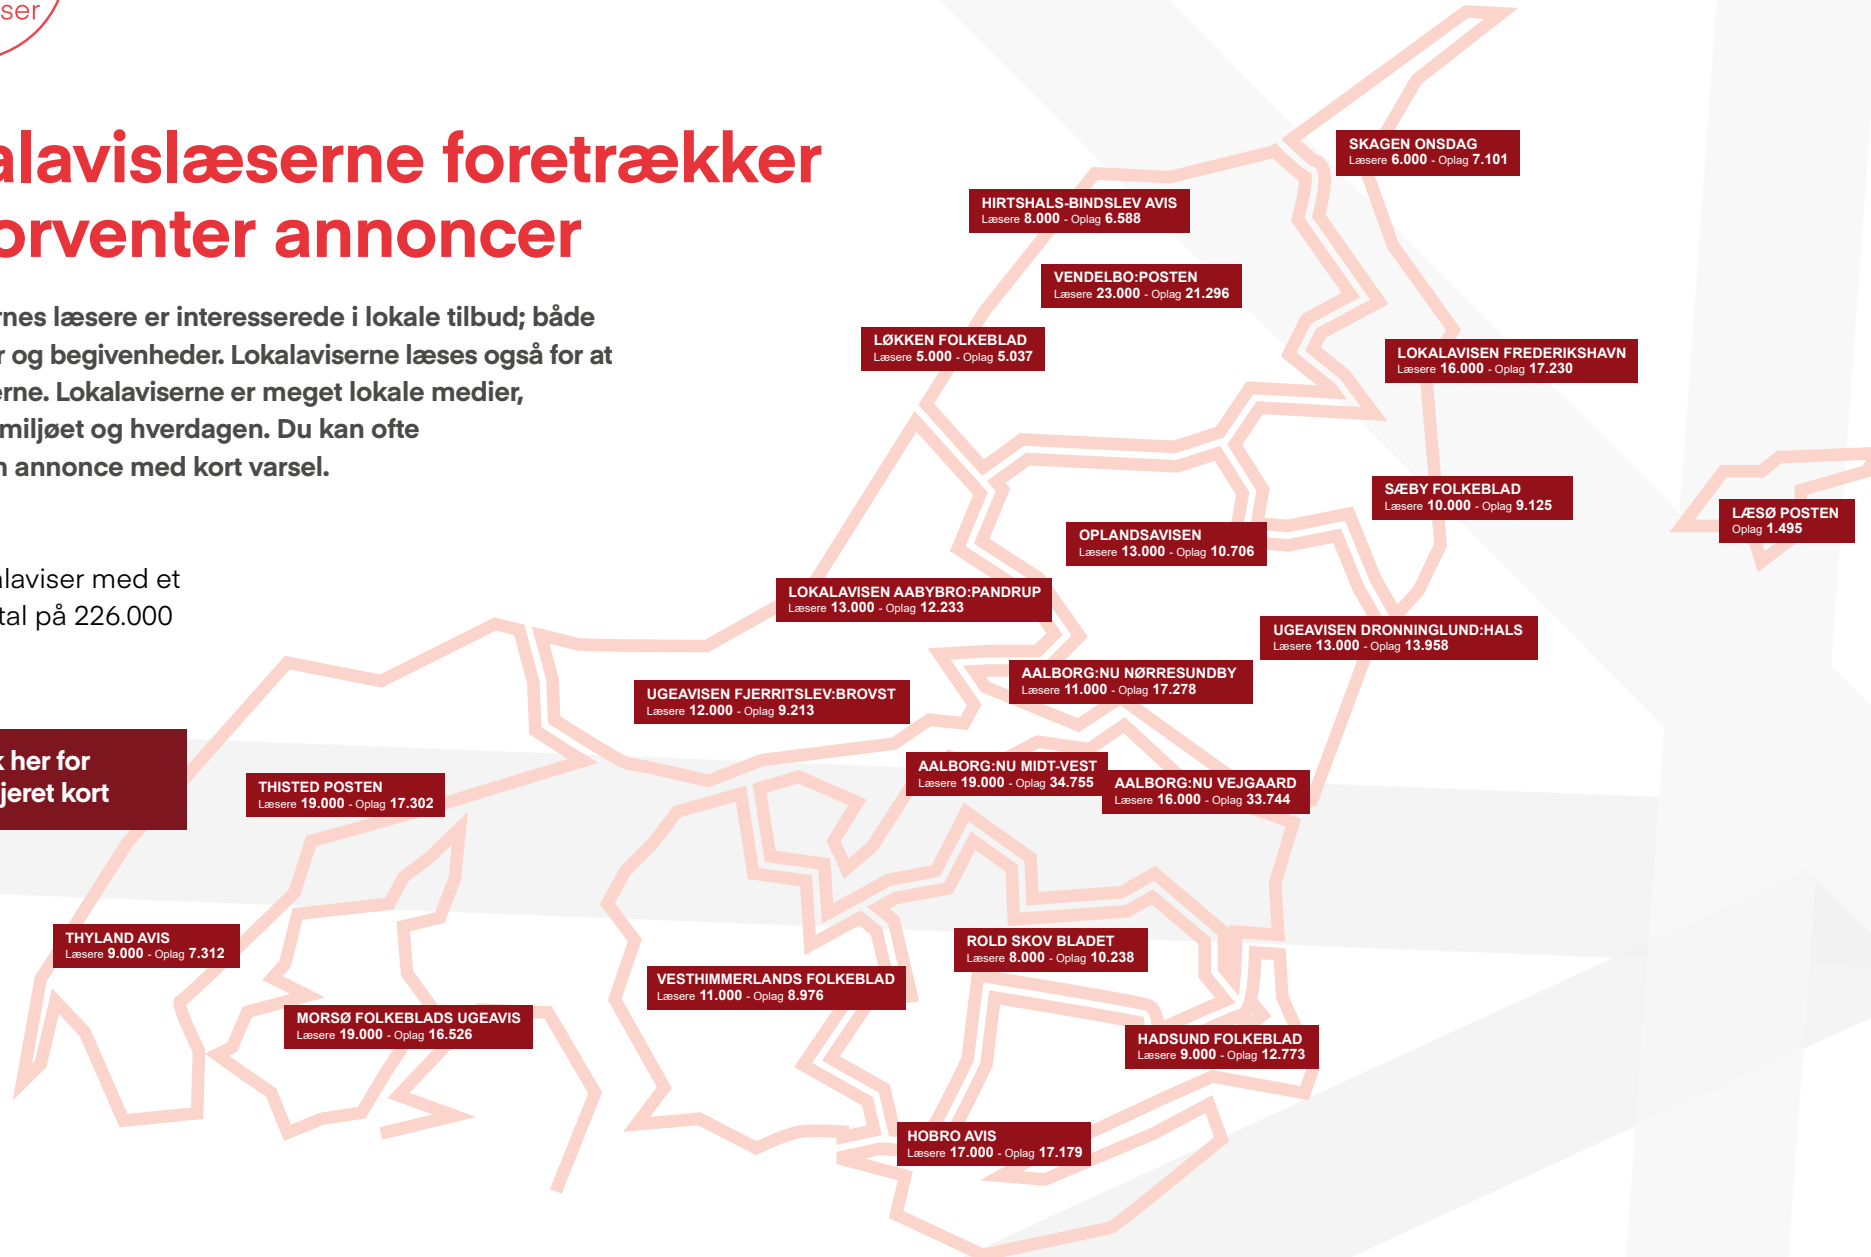 ser
alavislæserne foretrækker
orventer annoncer
rnes læsere er interesserede i lokale tilbud; både
r og begivenheder. Lokalaviserne læses også for at
erne. Lokalaviserne er meget lokale medier,
miljøet og hverdagen. Du kan ofte
n annonce med kort varsel.
alaviser med et
tal på 226.000
k her for
jeret kort
SKAGEN ONSDAG
Læsere 6.000 - Oplag 7.101
HIRTSHALS-BINDSLEV AVIS
Læsere 8.000 - Oplag 6.588
VENDELBO:POSTEN
Læsere 23.000 - Oplag 21.296
LØKKEN FOLKEBLAD
Læsere 5.000 - Oplag 5.037
LOKALAVISEN FREDERIKSHAVN
Læsere 16.000 - Oplag 17.230
SÆBY FOLKEBLAD
Læsere 10.000 - Oplag 9.125
LÆSØ POSTEN
Oplag 1.495
OPLANDSAVISEN
Læsere 13.000 - Oplag 10.706
LOKALAVISEN AABYBRO:PANDRUP
Læsere 13.000 - Oplag 12.233
UGEAVISEN DRONNINGLUND:HALS
Læsere 13.000 - Oplag 13.958
AALBORG:NU NØRRESUNDBY
Læsere 11.000 - Oplag 17.278
UGEAVISEN FJERRITSLEV:BROVST
Læsere 12.000 - Oplag 9.213
AALBORG:NU MIDT-VEST
Læsere 19.000 - Oplag 34.755
AALBORG:NU VEJGAARD
Læsere 16.000 - Oplag 33.744
THISTED POSTEN
Læsere 19.000 - Oplag 17.302
THYLAND AVIS
Læsere 9.000 - Oplag 7.312
ROLD SKOV BLADET
Læsere 8.000 - Oplag 10.238
VESTHIMMERLANDS FOLKEBLAD
Læsere 11.000 - Oplag 8.976
MORSØ FOLKEBLADS UGEAVIS
Læsere 19.000 - Oplag 16.526
HADSUND FOLKEBLAD
Læsere 9.000 - Oplag 12.773
HOBRO AVIS
Læsere 17.000 - Oplag 17.179